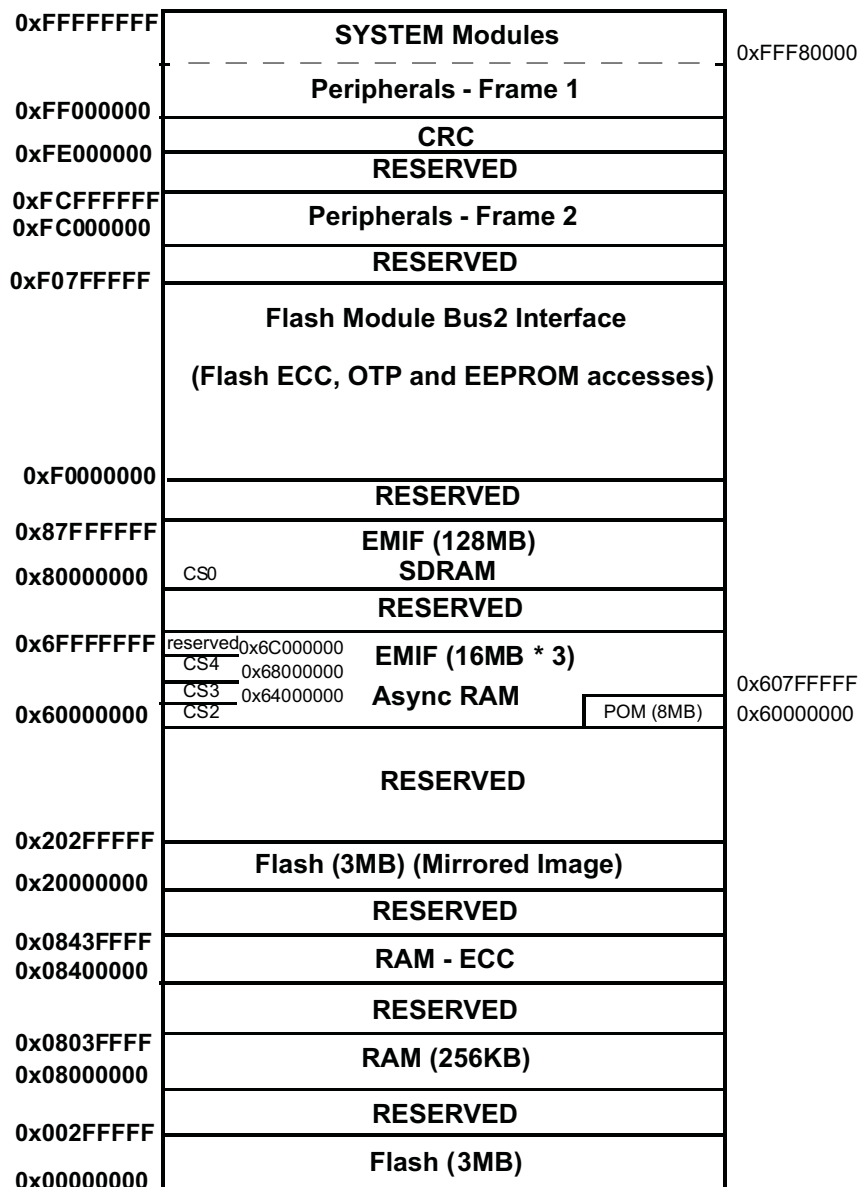 0xFFFFFFFF
SYSTEM Modules
0xFFF80000
Peripherals - Frame 1
0xFF000000
CRC
0xFE000000
RESERVED
0xFCFFFFFF
Peripherals - Frame 2
0xFC000000
RESERVED
0xF07FFFFF
Flash Module Bus2 Interface
(Flash ECC, OTP and EEPROM accesses)
0xF0000000
RESERVED
0x87FFFFFF
EMIF (128MB)
0x80000000
CS0
SDRAM
RESERVED
0x6FFFFFFF
reserved
0x6C000000
EMIF (16MB * 3)
CS4
0x68000000
0x607FFFFF
CS3
0x64000000
Async RAM
0x60000000
CS2
POM (8MB)
0x60000000
RESERVED
0x202FFFFF
Flash (3MB) (Mirrored Image)
0x20000000
RESERVED
0x0843FFFF
RAM - ECC
0x08400000
RESERVED
0x0803FFFF
RAM (256KB)
0x08000000
RESERVED
0x002FFFFF
Flash (3MB)
0x00000000